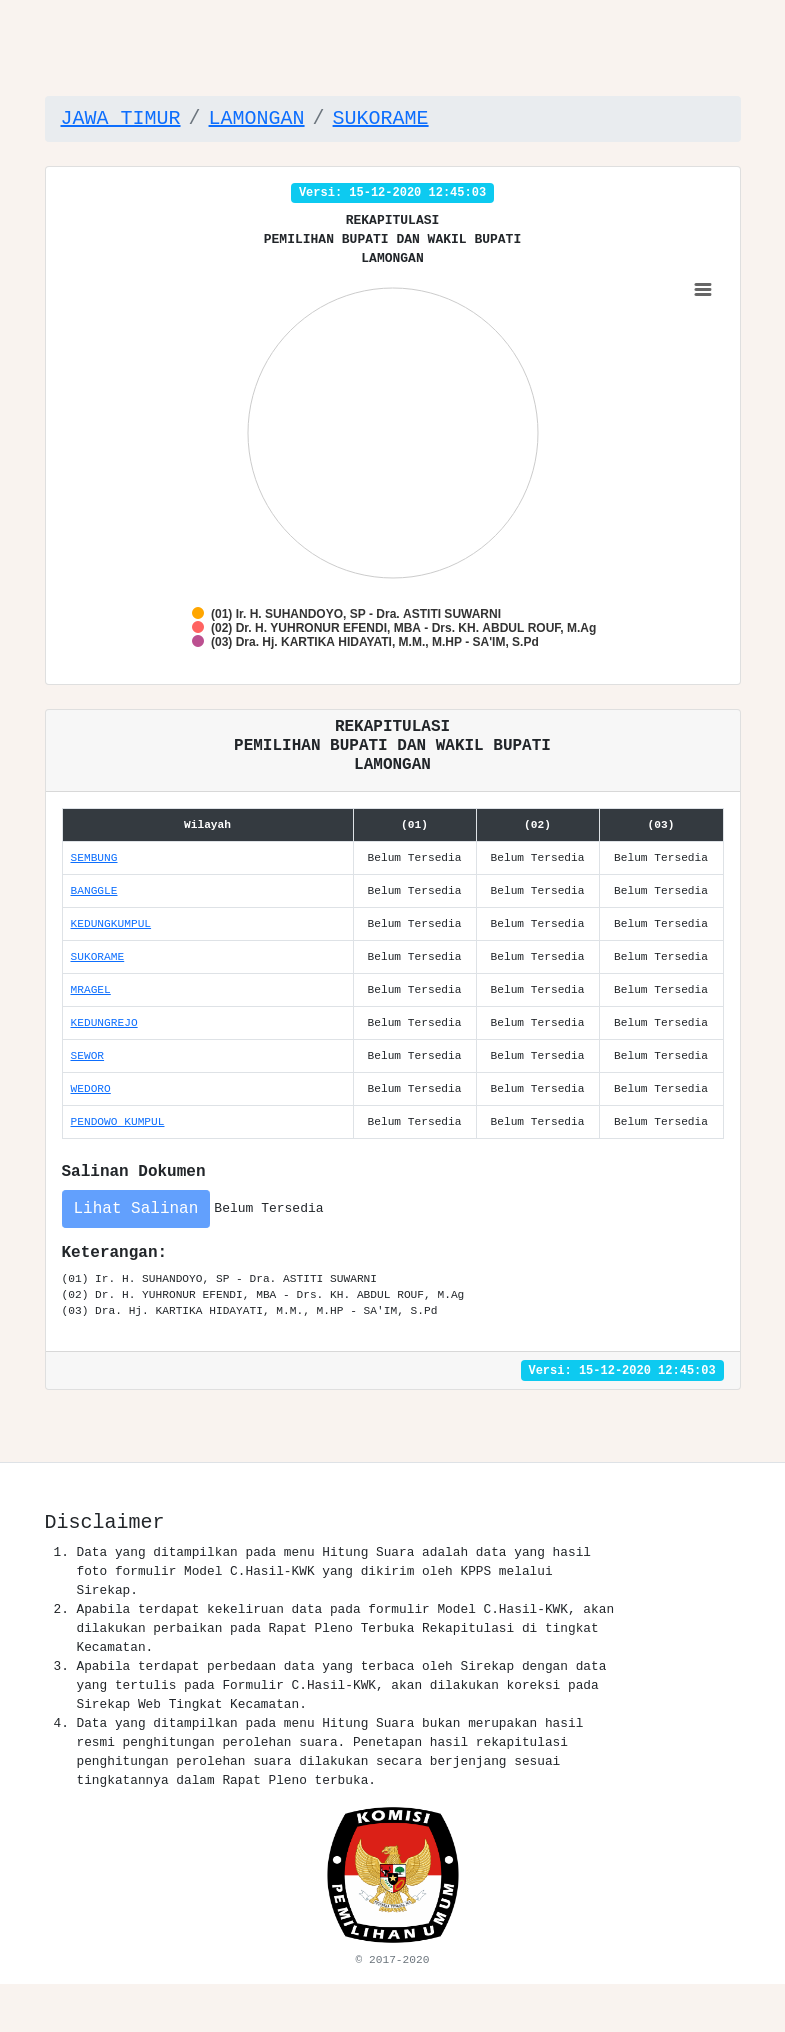 JAWA TIMUR / LAMONGAN / SUKORAME
Versi: 15-12-2020 12:45:03
REKAPITULASI
PEMILIHAN BUPATI DAN WAKIL BUPATI
LAMONGAN
(01) Ir. H. SUHANDOYO, SP - Dra. ASTITI SUWARNI
(02) Dr. H. YUHRONUR EFENDI, MBA - Drs. KH. ABDUL ROUF, M.Ag
(03) Dra. Hj. KARTIKA HIDAYATI, M.M., M.HP - SA'IM, S.Pd
REKAPITULASI
PEMILIHAN BUPATI DAN WAKIL BUPATI
LAMONGAN
Wilayah (01) (02) (03)
SEMBUNG Belum Tersedia Belum Tersedia Belum Tersedia
BANGGLE Belum Tersedia Belum Tersedia Belum Tersedia
KEDUNGKUMPUL Belum Tersedia Belum Tersedia Belum Tersedia
SUKORAME Belum Tersedia Belum Tersedia Belum Tersedia
MRAGEL Belum Tersedia Belum Tersedia Belum Tersedia
KEDUNGREJO Belum Tersedia Belum Tersedia Belum Tersedia
SEWOR Belum Tersedia Belum Tersedia Belum Tersedia
WEDORO Belum Tersedia Belum Tersedia Belum Tersedia
PENDOWO KUMPUL Belum Tersedia Belum Tersedia Belum Tersedia
Salinan Dokumen
Lihat Salinan Belum Tersedia
Keterangan:
(01) Ir. H. SUHANDOYO, SP - Dra. ASTITI SUWARNI
(02) Dr. H. YUHRONUR EFENDI, MBA - Drs. KH. ABDUL ROUF, M.Ag
(03) Dra. Hj. KARTIKA HIDAYATI, M.M., M.HP - SA'IM, S.Pd
Versi: 15-12-2020 12:45:03
Disclaimer
1. Data yang ditampilkan pada menu Hitung Suara adalah data yang hasil
foto formulir Model C.Hasil-KWK yang dikirim oleh KPPS melalui
Sirekap.
2. Apabila terdapat kekeliruan data pada formulir Model C.Hasil-KWK, akan
dilakukan perbaikan pada Rapat Pleno Terbuka Rekapitulasi di tingkat
Kecamatan.
3. Apabila terdapat perbedaan data yang terbaca oleh Sirekap dengan data
yang tertulis pada Formulir C.Hasil-KWK, akan dilakukan koreksi pada
Sirekap Web Tingkat Kecamatan.
4. Data yang ditampilkan pada menu Hitung Suara bukan merupakan hasil
resmi penghitungan perolehan suara. Penetapan hasil rekapitulasi
penghitungan perolehan suara dilakukan secara berjenjang sesuai
tingkatannya dalam Rapat Pleno terbuka.
KOMISI
PEMILIHAN UMUM
© 2017-2020